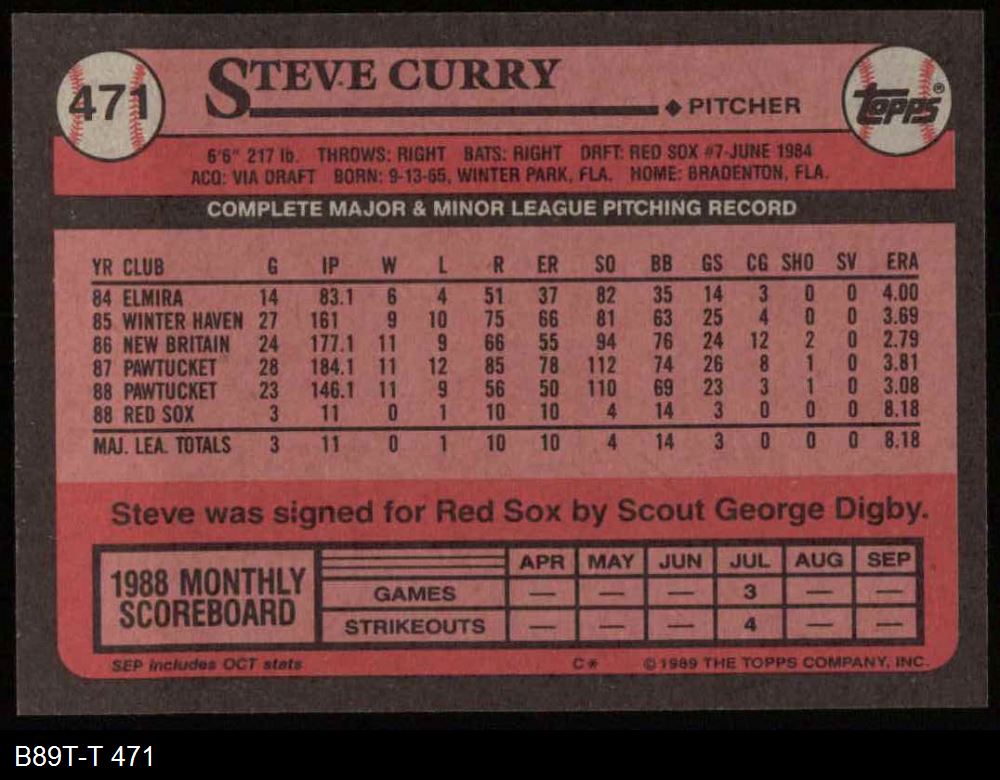 471
STEVE CURRY
PITCHER
TOPPS®
6'6" 217 lb. THROWS: RIGHT BATS: RIGHT DRFT: RED SOX #7-JUNE 1984
ACQ: VIA DRAFT BORN: 9-13-65, WINTER PARK, FLA. HOME: BRADENTON, FLA.
COMPLETE MAJOR & MINOR LEAGUE PITCHING RECORD
YR CLUB G IP W L R ER SO BB GS CG SHO SV ERA
84 ELMIRA 14 83.1 6 4 51 37 82 35 14 3 0 0 4.00
85 WINTER HAVEN 27 161 9 10 75 66 81 63 25 4 0 0 3.69
86 NEW BRITAIN 24 177.1 11 9 66 55 94 76 24 12 2 0 2.79
87 PAWTUCKET 28 184.1 11 12 85 78 112 74 26 8 1 0 3.81
88 PAWTUCKET 23 146.1 11 9 56 50 110 69 23 3 1 0 3.08
88 RED SOX 3 11 0 1 10 10 4 14 3 0 0 0 8.18
MAJ. LEA. TOTALS 3 11 0 1 10 10 4 14 3 0 0 0 8.18
Steve was signed for Red Sox by Scout George Digby.
1988 MONTHLY
SCOREBOARD
APR MAY JUN JUL AUG SEP
GAMES — — — 3 — —
STRIKEOUTS — — — 4 — —
SEP includes OCT stats
C* ©1989 THE TOPPS COMPANY, INC.
B89T-T 471